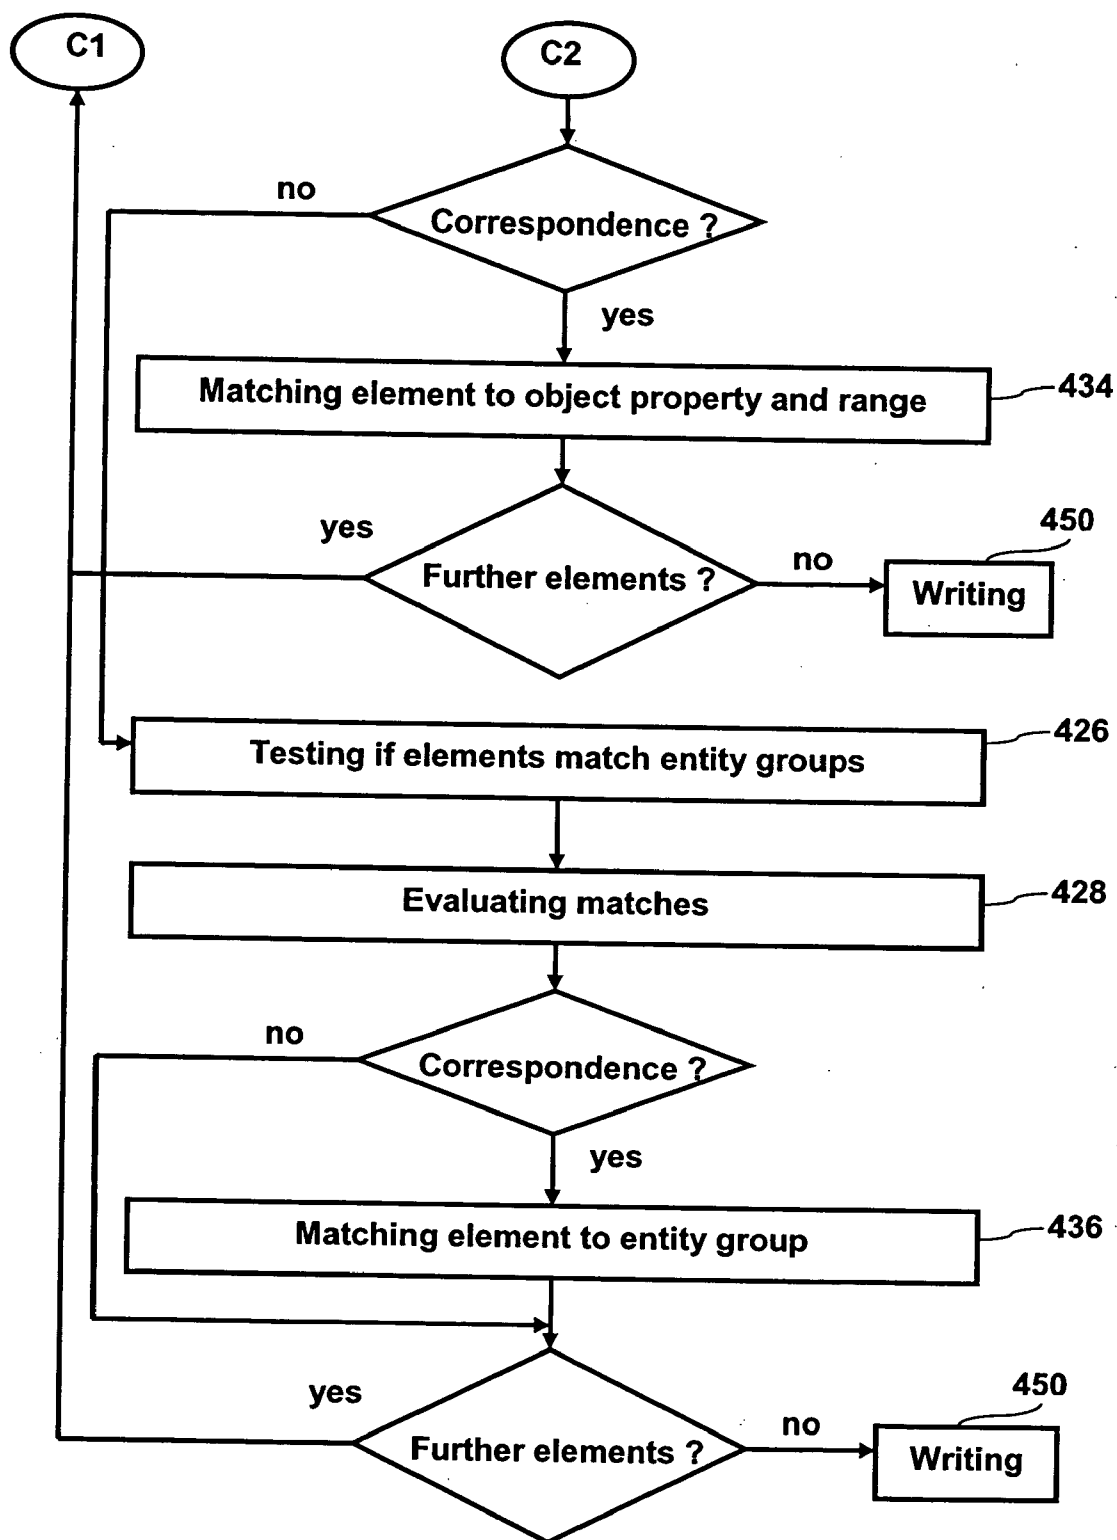 C1
C2
no
Correspondence ?
yes
Matching element to object property and range
434
yes
Further elements ?
no
450
Writing
Testing if elements match entity groups
426
Evaluating matches
428
no
Correspondence ?
yes
Matching element to entity group
436
yes
Further elements ?
no
450
Writing